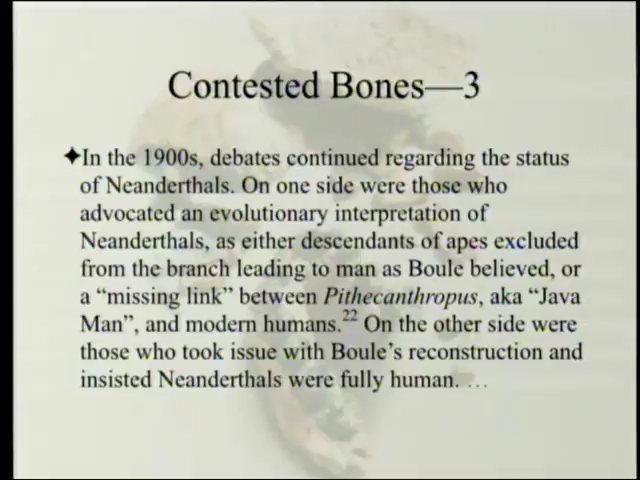 Contested Bones—3
✦In the 1900s, debates continued regarding the status
of Neanderthals. On one side were those who
advocated an evolutionary interpretation of
Neanderthals, as either descendants of apes excluded
from the branch leading to man as Boule believed, or
a “missing link” between Pithecanthropus, aka “Java
Man”, and modern humans.22 On the other side were
those who took issue with Boule’s reconstruction and
insisted Neanderthals were fully human. …